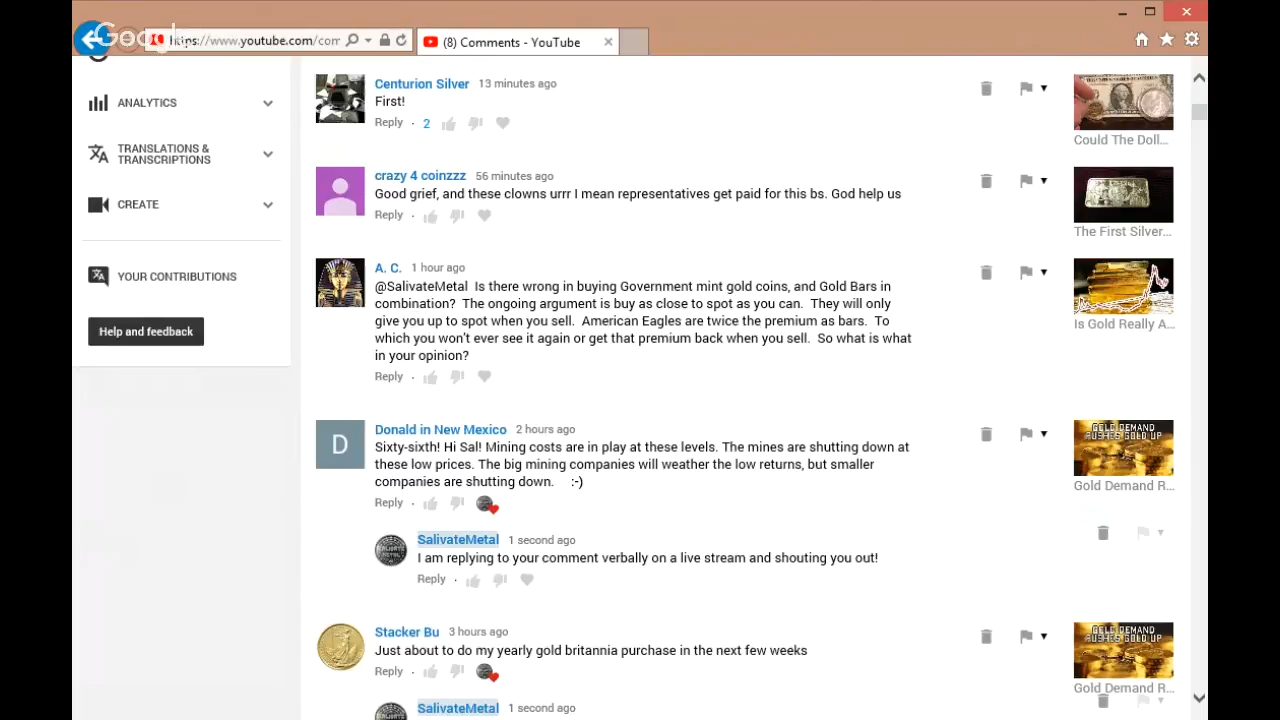 Google
https://www.youtube.com/com
(8) Comments - YouTube
ANALYTICS
TRANSLATIONS &
TRANSCRIPTIONS
CREATE
YOUR CONTRIBUTIONS
Help and feedback
Centurion Silver 13 minutes ago
First!
Reply · 2
Could The Doll...
crazy 4 coinzzz 56 minutes ago
Good grief, and these clowns urrr I mean representatives get paid for this bs. God help us
Reply ·
The First Silver...
A. C. 1 hour ago
@SalivateMetal Is there wrong in buying Government mint gold coins, and Gold Bars in
combination? The ongoing argument is buy as close to spot as you can. They will only
give you up to spot when you sell. American Eagles are twice the premium as bars. To
which you won't ever see it again or get that premium back when you sell. So what is what
in your opinion?
Reply ·
Is Gold Really A...
D
Donald in New Mexico 2 hours ago
Sixty-sixth! Hi Sal! Mining costs are in play at these levels. The mines are shutting down at
these low prices. The big mining companies will weather the low returns, but smaller
companies are shutting down. :-)
Reply ·
GOLD DEMAND
PUSHES GOLD UP
Gold Demand R...
SalivateMetal 1 second ago
I am replying to your comment verbally on a live stream and shouting you out!
Reply ·
Stacker Bu 3 hours ago
Just about to do my yearly gold britannia purchase in the next few weeks
Reply ·
GOLD DEMAND
PUSHES GOLD UP
Gold Demand R...
SalivateMetal 1 second ago